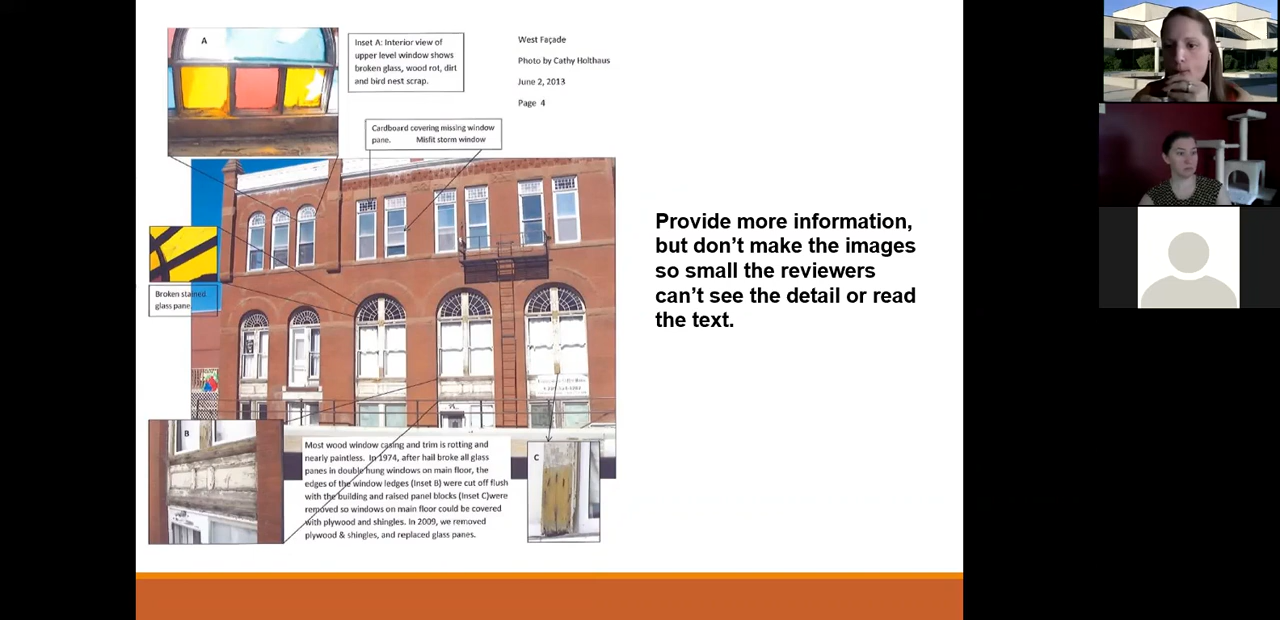 A
Inset A: Interior view of
upper level window shows
broken glass, wood rot, dirt
and bird nest scrap.
West Façade
Photo by Cathy Holthaus
June 2, 2013
Page 4
Cardboard covering missing window
pane. Misfit storm window
Broken stained
glass pane.
Provide more information,
but don't make the images
so small the reviewers
can't see the detail or read
the text.
B
Most wood window casing and trim is rotting and
nearly paintless. In 1974, after hail broke all glass
panes in double hung windows on main floor, the
edges of the window ledges (Inset B) were cut off flush
with the building and raised panel blocks (Inset C)were
removed so windows on main floor could be covered
with plywood and shingles. In 2009, we removed
plywood & shingles, and replaced glass panes.
C